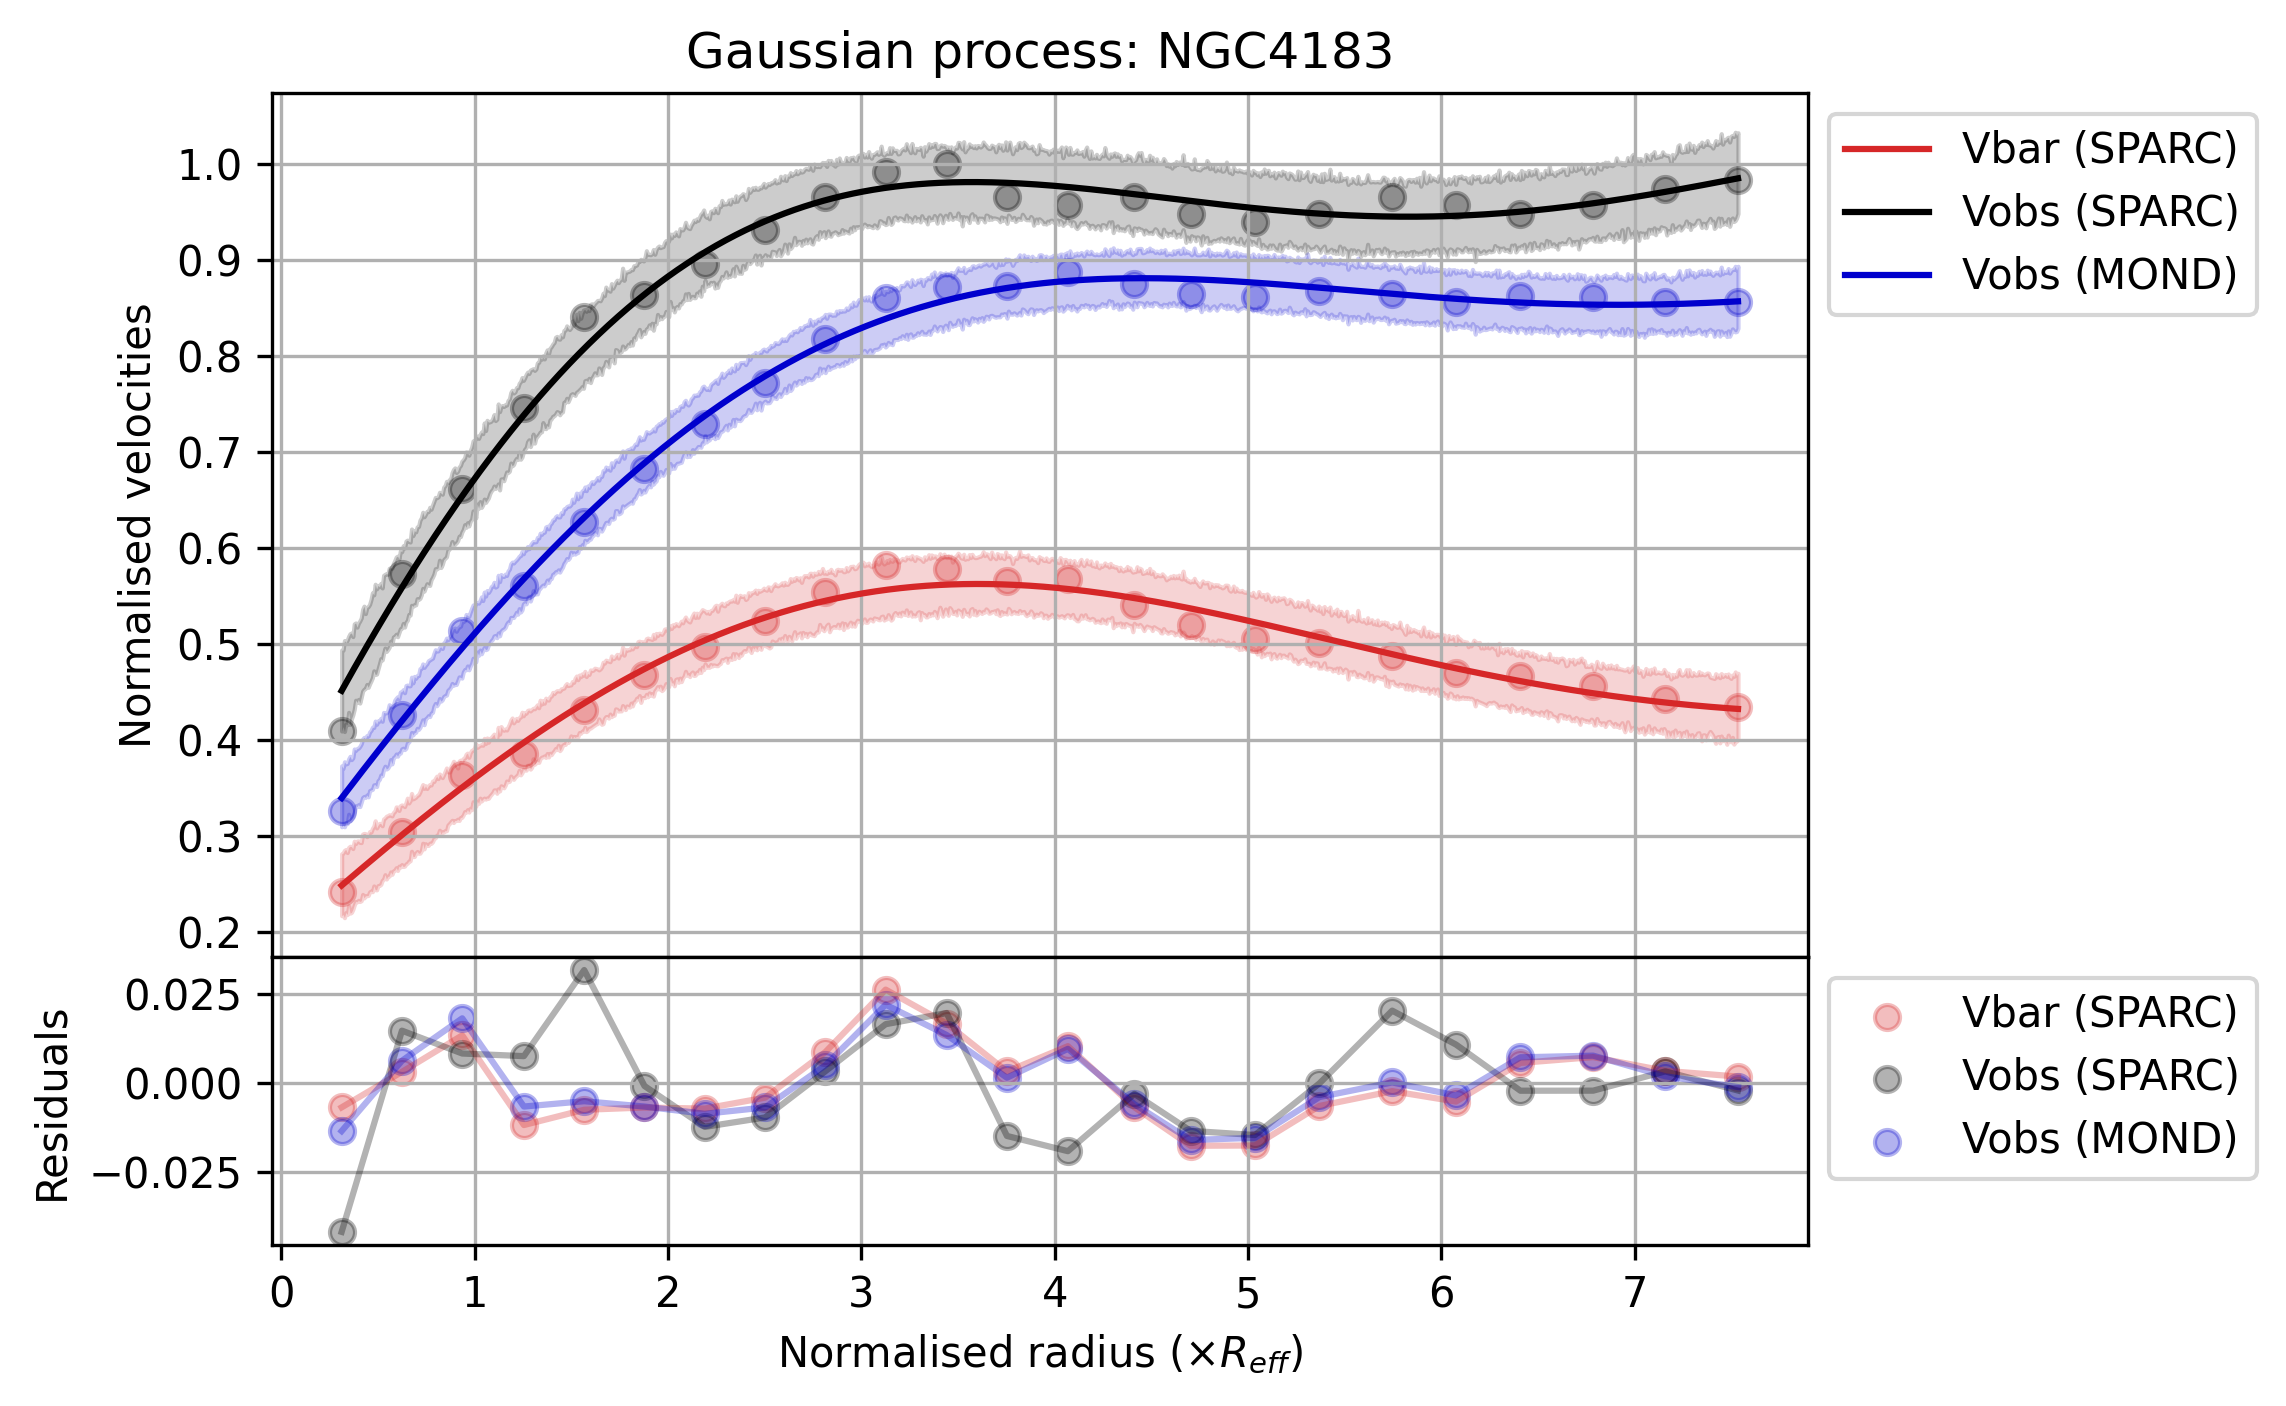 Gaussian process: NGC4183
Normalised velocities
1.0
0.9
0.8
0.7
0.6
0.5
0.4
0.3
0.2
Vbar (SPARC)
Vobs (SPARC)
Vobs (MOND)
Residuals
0.025
0.000
−0.025
Vbar (SPARC)
Vobs (SPARC)
Vobs (MOND)
0 1 2 3 4 5 6 7
Normalised radius (×R_eff)